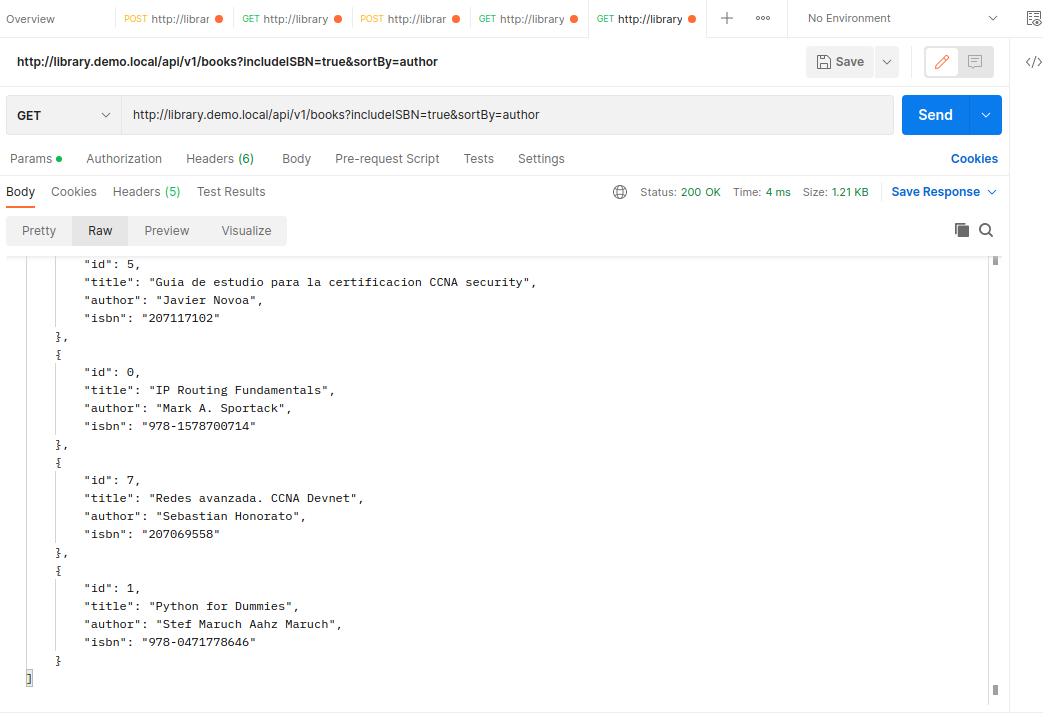 Overview POST http://librar GET http://library POST http://librar GET http://library GET http://library No Environment
http://library.demo.local/api/v1/books?includeISBN=true&sortBy=author Save
GET http://library.demo.local/api/v1/books?includeISBN=true&sortBy=author Send
Params Authorization Headers (6) Body Pre-request Script Tests Settings Cookies
Body Cookies Headers (5) Test Results Status: 200 OK Time: 4 ms Size: 1.21 KB Save Response
Pretty Raw Preview Visualize
"id": 5,
"title": "Guia de estudio para la certificacion CCNA security",
"author": "Javier Novoa",
"isbn": "207117102"
},
{
"id": 0,
"title": "IP Routing Fundamentals",
"author": "Mark A. Sportack",
"isbn": "978-1578700714"
},
{
"id": 7,
"title": "Redes avanzada. CCNA Devnet",
"author": "Sebastian Honorato",
"isbn": "207069558"
},
{
"id": 1,
"title": "Python for Dummies",
"author": "Stef Maruch Aahz Maruch",
"isbn": "978-0471778646"
}
]